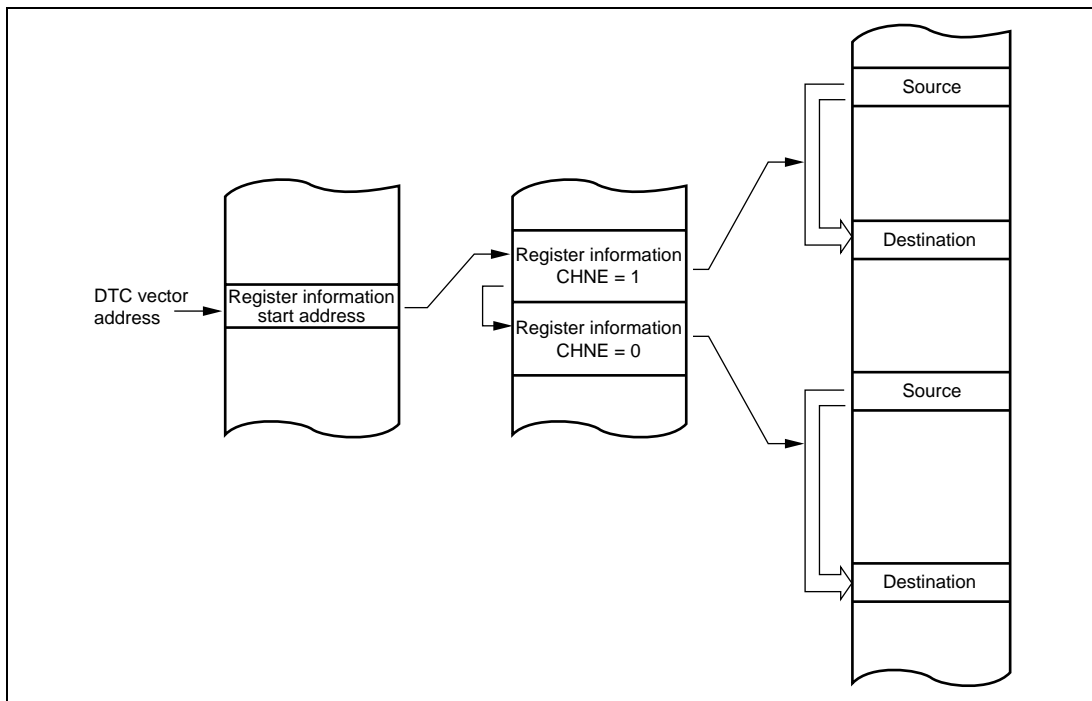 DTC vector
address
Register information
start address
Register information
CHNE = 1
Register information
CHNE = 0
Source
Destination
Source
Destination